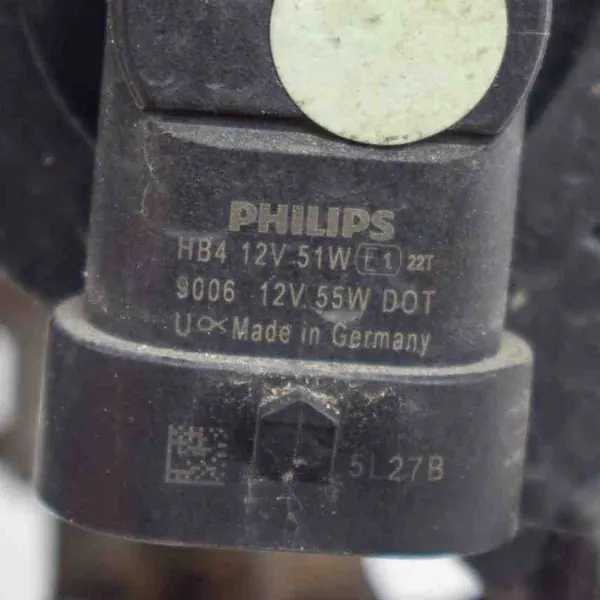 PHILIPS
HB4 12V 51W E1 22T
9006 12V 55W DOT
U Made in Germany
5L27B